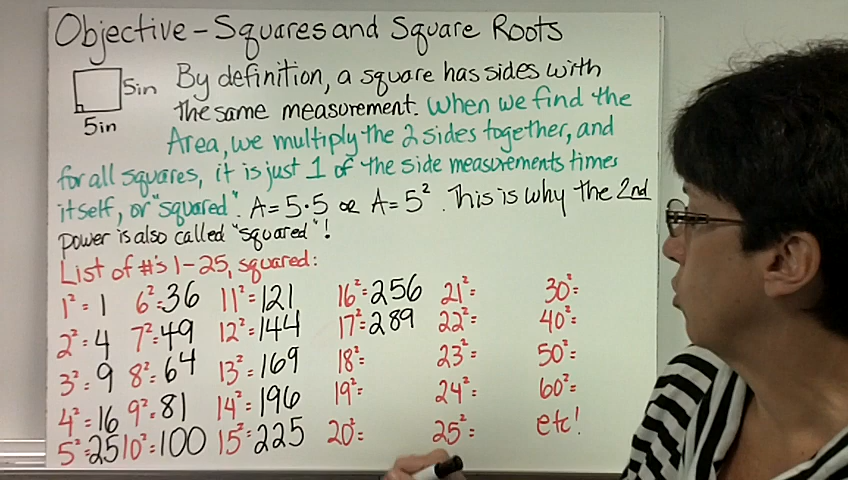 Objective - Squares and Square Roots
5in
5in
By definition, a square has sides with
the same measurement. When we find the
Area, we multiply the 2 sides together, and
for all squares, it is just 1 of the side measurements times
itself, or "squared". A = 5·5 or A = 5². This is why the 2nd
power is also called "squared"!
List of #'s 1-25, squared:
1² = 1 6² = 36 11² = 121 16² = 256 21² = 30² =
2² = 4 7² = 49 12² = 144 17² = 289 22² = 40² =
3² = 9 8² = 64 13² = 169 18² = 23² = 50² =
4² = 16 9² = 81 14² = 196 19² = 24² = 60² =
5² = 25 10² = 100 15² = 225 20² = 25² = etc!